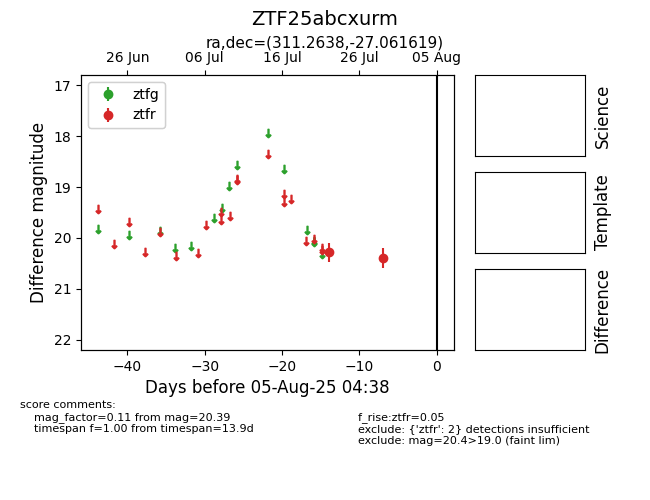 ZTF25abcxurm
ra,dec=(311.2638,-27.061619)
26 Jun 06 Jul 16 Jul 26 Jul 05 Aug
17
18
19
20
21
22
Difference magnitude
ztfg
ztfr
−40 −30 −20 −10 0
Days before 05-Aug-25 04:38
Science
Template
Difference
score comments:
mag_factor=0.11 from mag=20.39
timespan f=1.00 from timespan=13.9d
f_rise:ztfr=0.05
exclude: {'ztfr': 2} detections insufficient
exclude: mag=20.4>19.0 (faint lim)